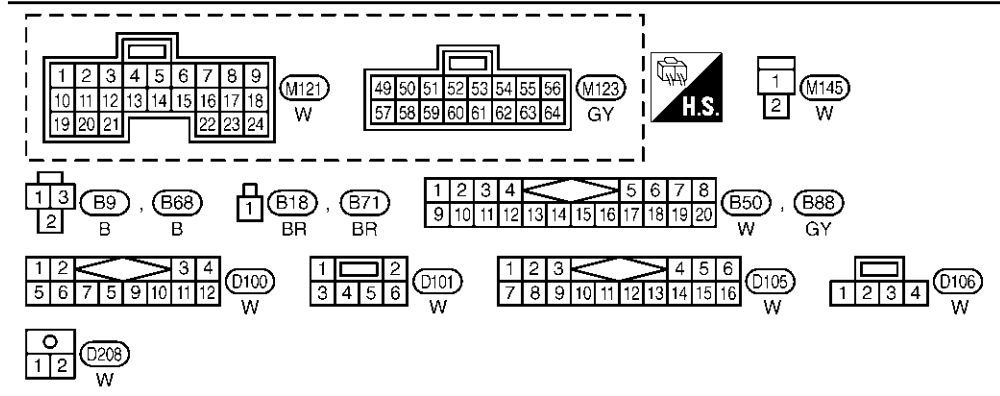 1 2 3 4 5 6 7 8 9
10 11 12 13 14 15 16 17 18
19 20 21 22 23 24
M121
W
49 50 51 52 53 54 55 56
57 58 59 60 61 62 63 64
M123
GY
H.S.
1
2
M145
W
1 3
2
B9 , B68
B B
1
B18 , B71
BR BR
1 2 3 4 5 6 7 8
9 10 11 12 13 14 15 16 17 18 19 20
B50 , B88
W GY
1 2 3 4
5 6 7 8 9 10 11 12
D100
W
1 2
3 4 5 6
D101
W
1 2 3 4 5 6
7 8 9 10 11 12 13 14 15 16
D105
W
1 2 3 4
D106
W
1 2
D208
W